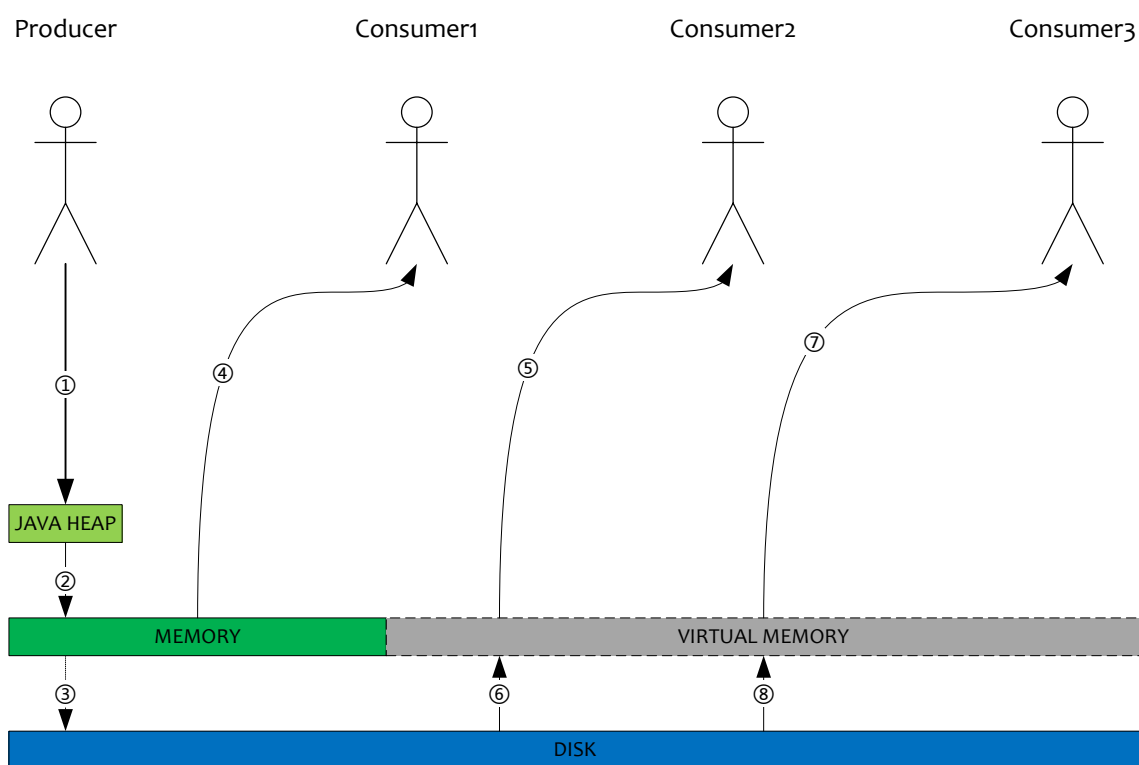 Producer
Consumer1
Consumer2
Consumer3
⑦
⑤
④
①
JAVA HEAP
②
MEMORY
VIRTUAL MEMORY
③
⑥
⑧
DISK